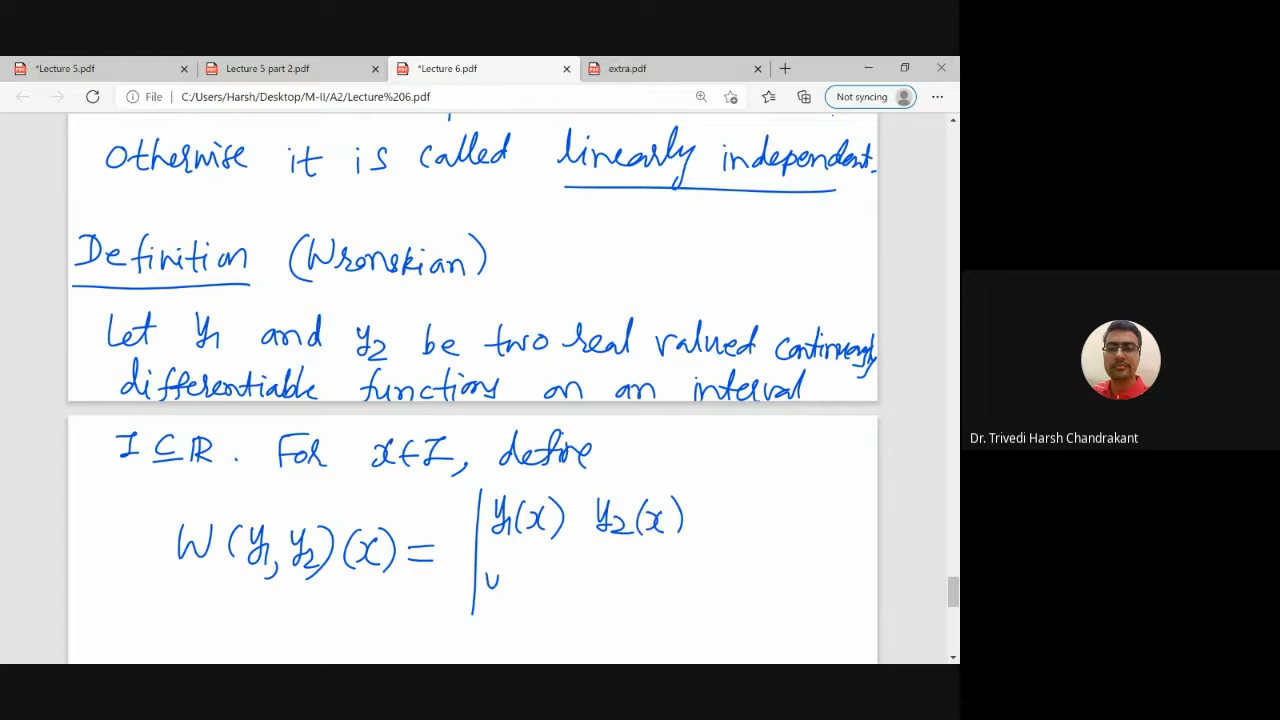 *Lecture 5.pdf
Lecture 5 part 2.pdf
*Lecture 6.pdf
extra.pdf
File
C:/Users/Harsh/Desktop/M-II/A2/Lecture%206.pdf
Not syncing
Otherwise it is called linearly independent.
Definition (Wronskian)
Let y1 and y2 be two real valued continuously
differentiable functions on an interval
I ⊆ ℝ. For x∈I, define
W(y1, y2)(x) = | y1(x) y2(x)
Dr. Trivedi Harsh Chandrakant